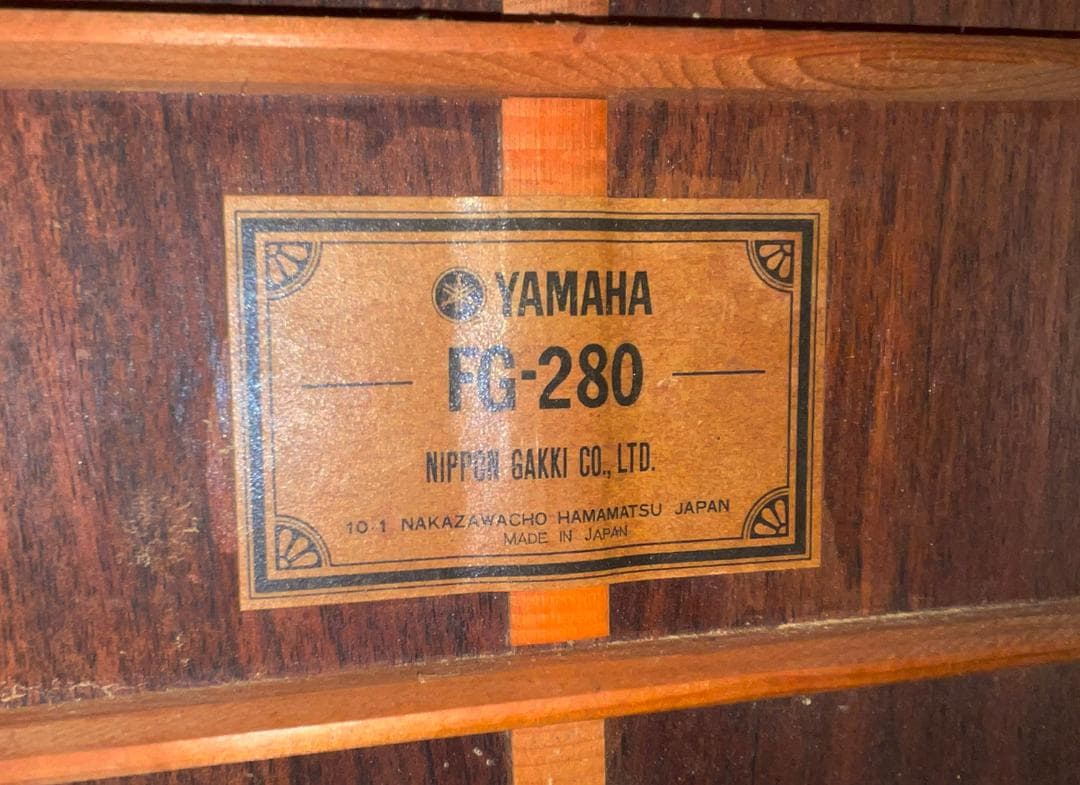 YAMAHA
FG-280
NIPPON GAKKI CO., LTD.
10-1 NAKAZAWACHO HAMAMATSU JAPAN
MADE IN JAPAN